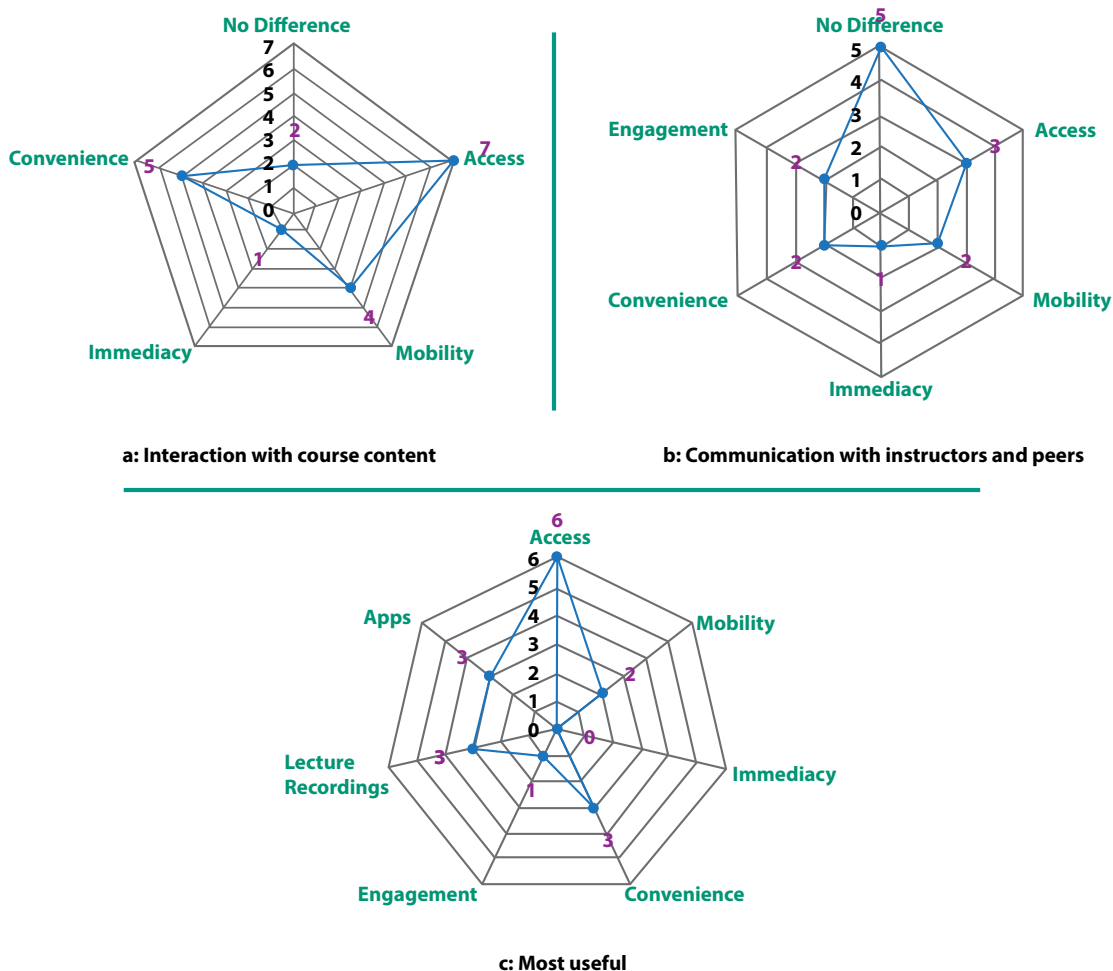 No Difference
7
6
5
4
3
2
1
0
2
7
Access
Convenience
5
1
4
Immediacy
Mobility
a: Interaction with course content
5
No Difference
5
4
3
2
1
0
Engagement
2
3
Access
Convenience
2
2
Mobility
1
Immediacy
b: Communication with instructors and peers
6
Access
6
5
4
3
2
1
0
Apps
3
2
Mobility
0
Lecture
Recordings
3
Immediacy
1
3
Engagement
Convenience
c: Most useful